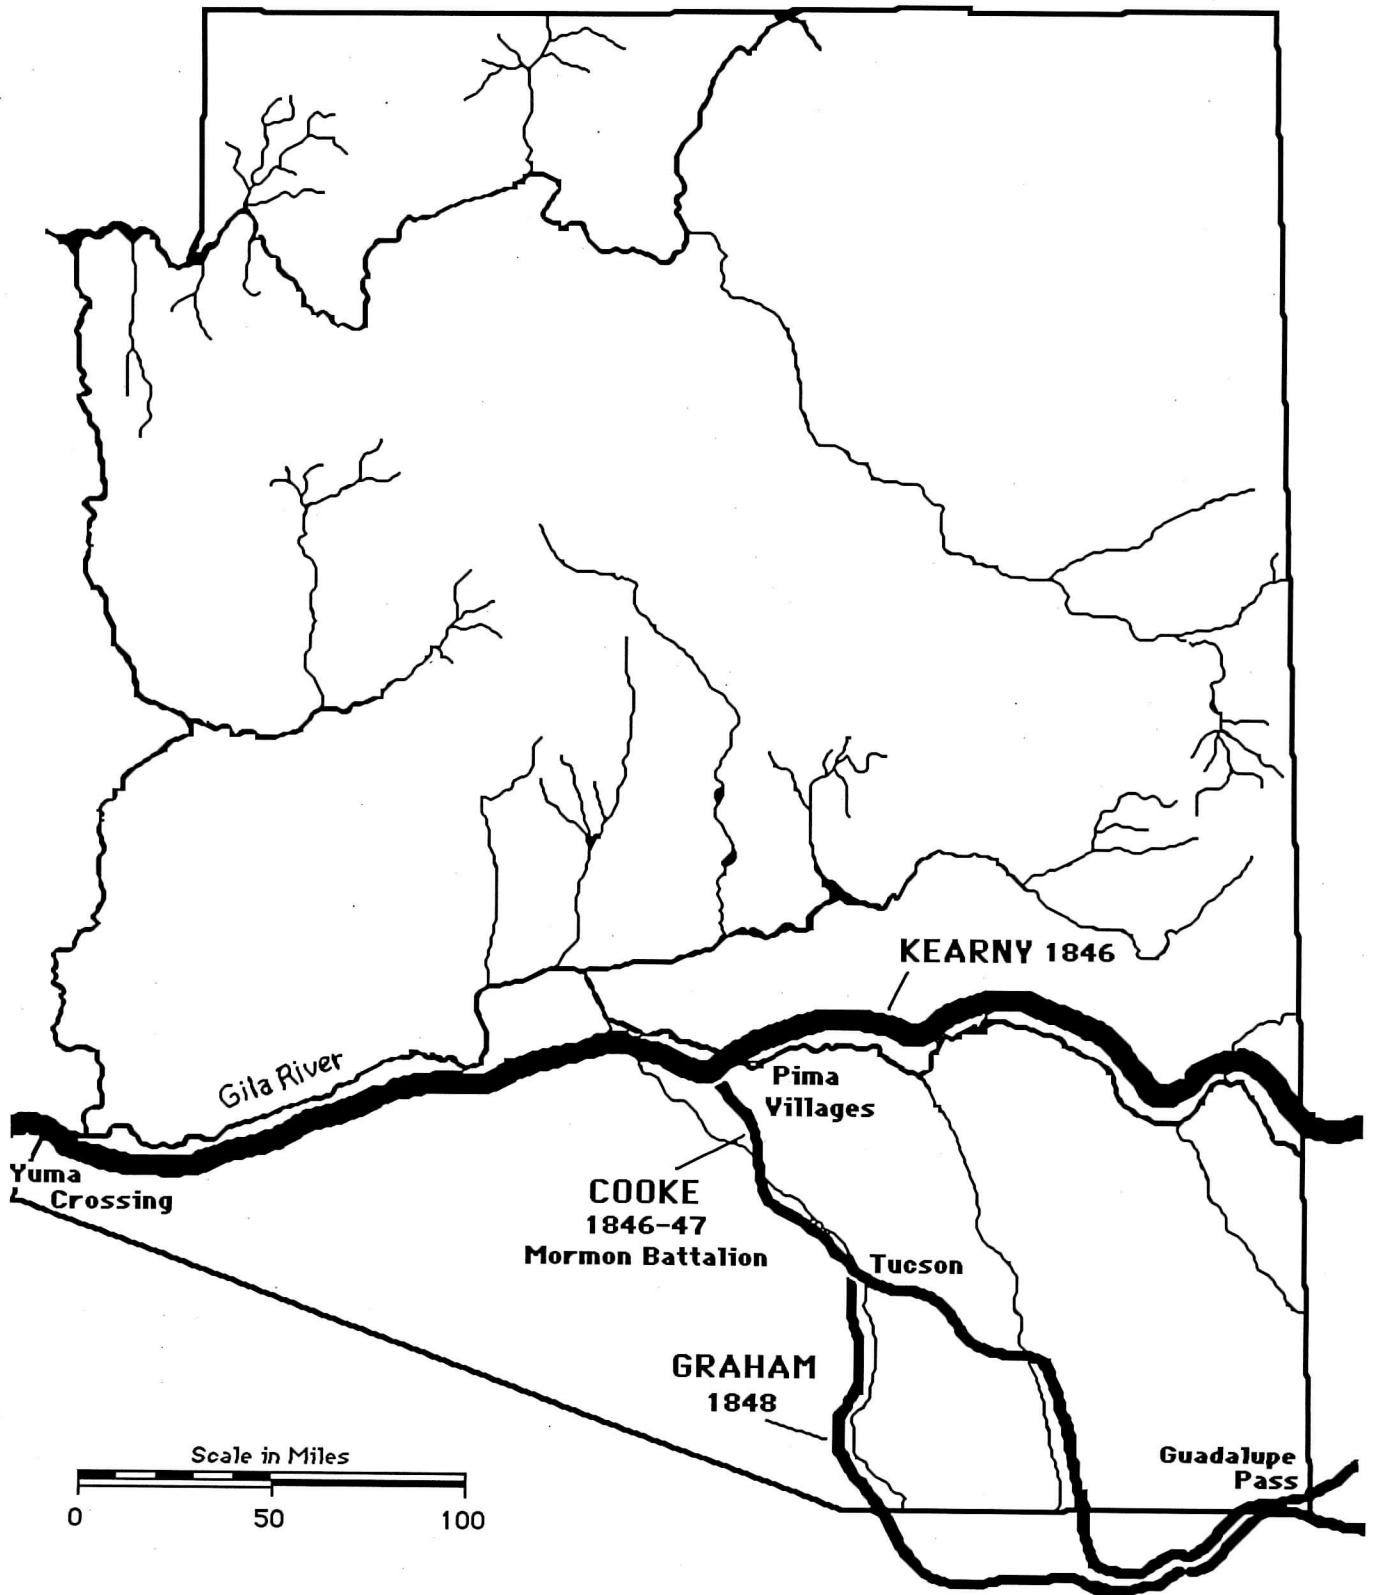 KEARNY 1846
Gila River
Pima
Villages
Yuma
Crossing
COOKE
1846-47
Mormon Battalion
Tucson
GRAHAM
1848
Guadalupe
Pass
Scale in Miles
0 50 100